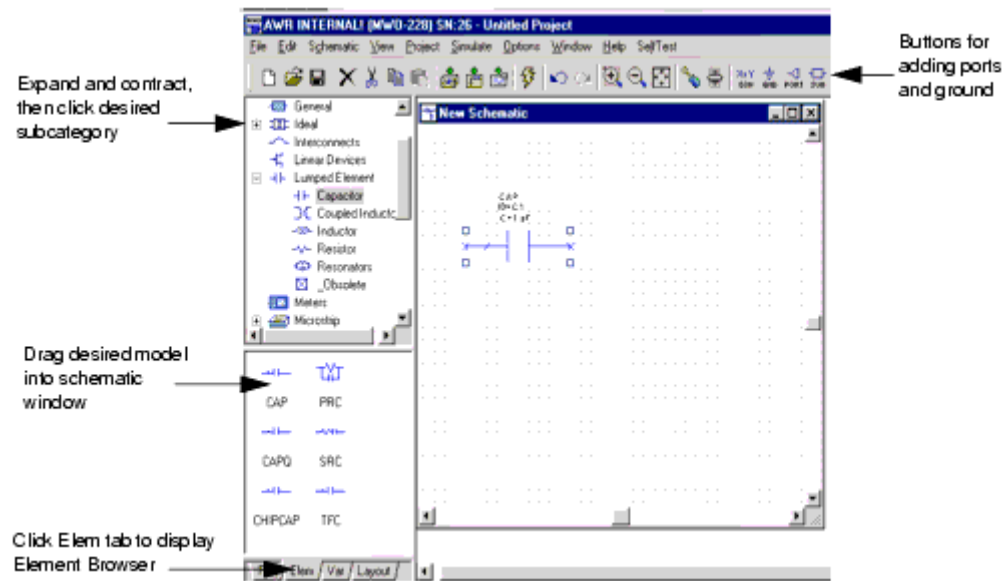 AWR INTERNAL! (MWO-228) SN:26 - Untitled Project
File Edit Schematic View Project Simulate Options Window Help SelfTest
Buttons for
adding ports
and ground
Expand and contract,
then click desired
subcategory
General
Ideal
Interconnects
Linear Devices
Lumped Element
Capacitor
Coupled Inductc
Inductor
Resistor
Resonators
_Obsolete
Meters
Microstrip
New Schematic
CAP
ID=C1
C=1 pF
Drag desired model
into schematic
window
CAP PRC
CAPQ SRC
CHIPCAP TFC
Click Elem tab to display
Element Browser
Elem Var Layout